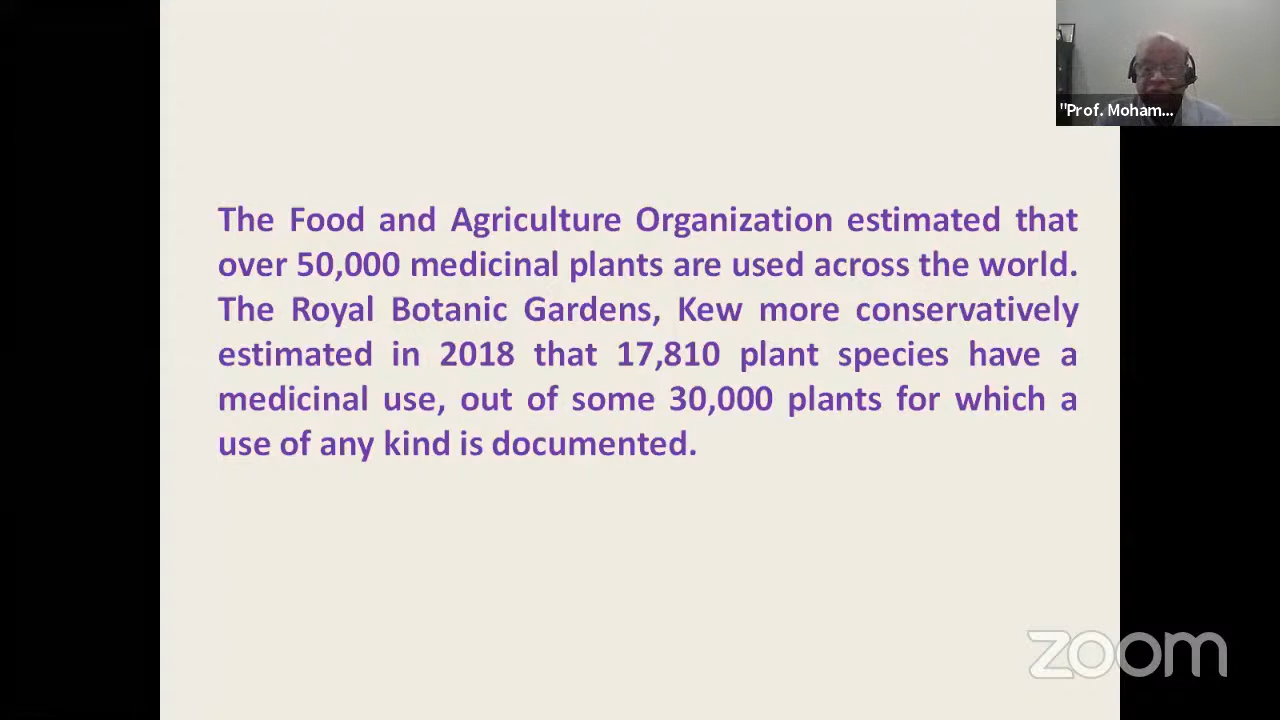 "Prof. Moham...
The Food and Agriculture Organization estimated that
over 50,000 medicinal plants are used across the world.
The Royal Botanic Gardens, Kew more conservatively
estimated in 2018 that 17,810 plant species have a
medicinal use, out of some 30,000 plants for which a
use of any kind is documented.
zoom